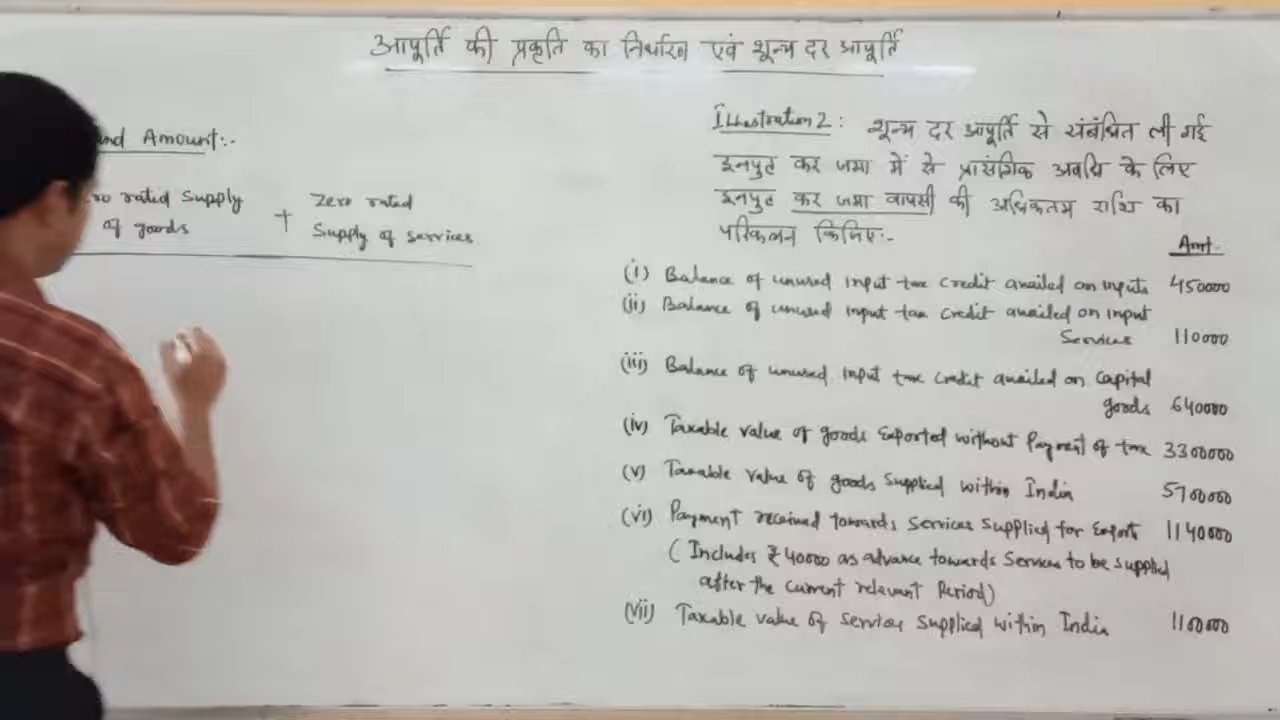 आपूर्ति की प्रकृति का निर्धारण एवं शून्य दर आपूर्ति
Amount:-
rated supply
of goods
+ Zero rated
Supply of services
Illustration 2: शून्य दर आपूर्ति से संबंधित ली गई
इनपुट कर जमा में से प्रासंगिक अवधि के लिए
इनपुट कर जमा वापसी की अधिकतम राशि का
परिकलन किजिए:-
Amt.
(i) Balance of unused input tax credit availed on inputs 450000
(ii) Balance of unused input tax credit availed on input
Services 110000
(iii) Balance of unused input tax credit availed on Capital
goods 640000
(iv) Taxable value of goods Exported without Payment of tax 3300000
(v) Taxable value of goods Supplied within India 5700000
(vi) Payment received towards Services Supplied for Export 1140000
(Includes ₹40000 as advance towards Services to be supplied
after the current relevant Period)
(vii) Taxable value of services Supplied within India 1100000